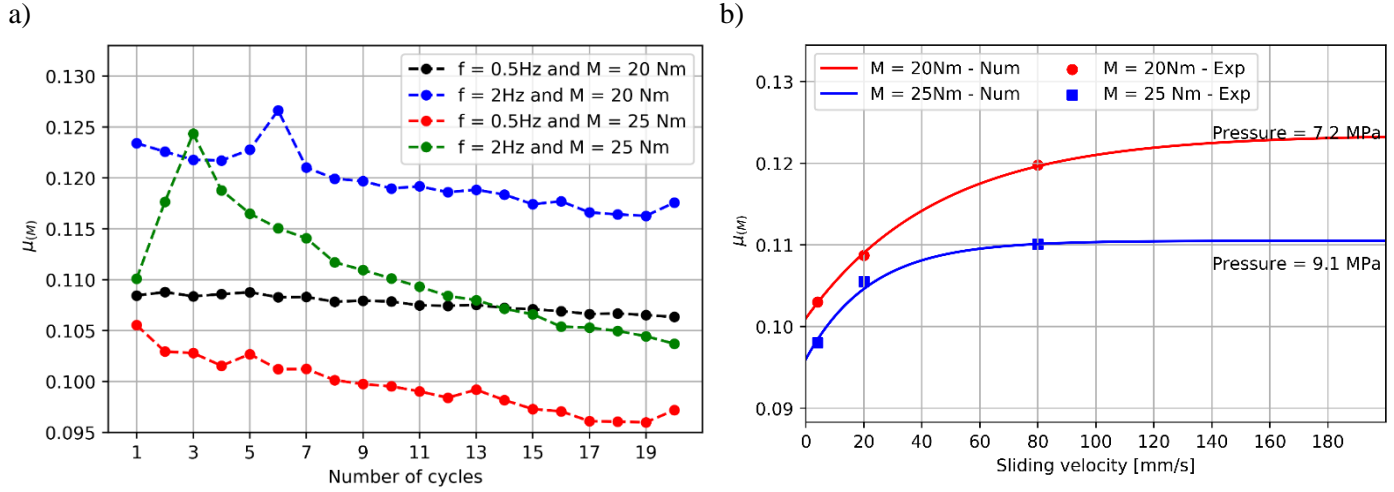 a)
0.130
0.125
0.120
0.115
0.110
0.105
0.100
0.095
μ(M)
f = 0.5Hz and M = 20 Nm
f = 2Hz and M = 20 Nm
f = 0.5Hz and M = 25 Nm
f = 2Hz and M = 25 Nm
1 3 5 7 9 11 13 15 17 19
Number of cycles
b)
0.13
0.12
0.11
0.10
0.09
μ(M)
M = 20Nm - Num
M = 25Nm - Num
M = 20Nm - Exp
M = 25 Nm - Exp
Pressure = 7.2 MPa
Pressure = 9.1 MPa
0 20 40 60 80 100 120 140 160 180
Sliding velocity [mm/s]